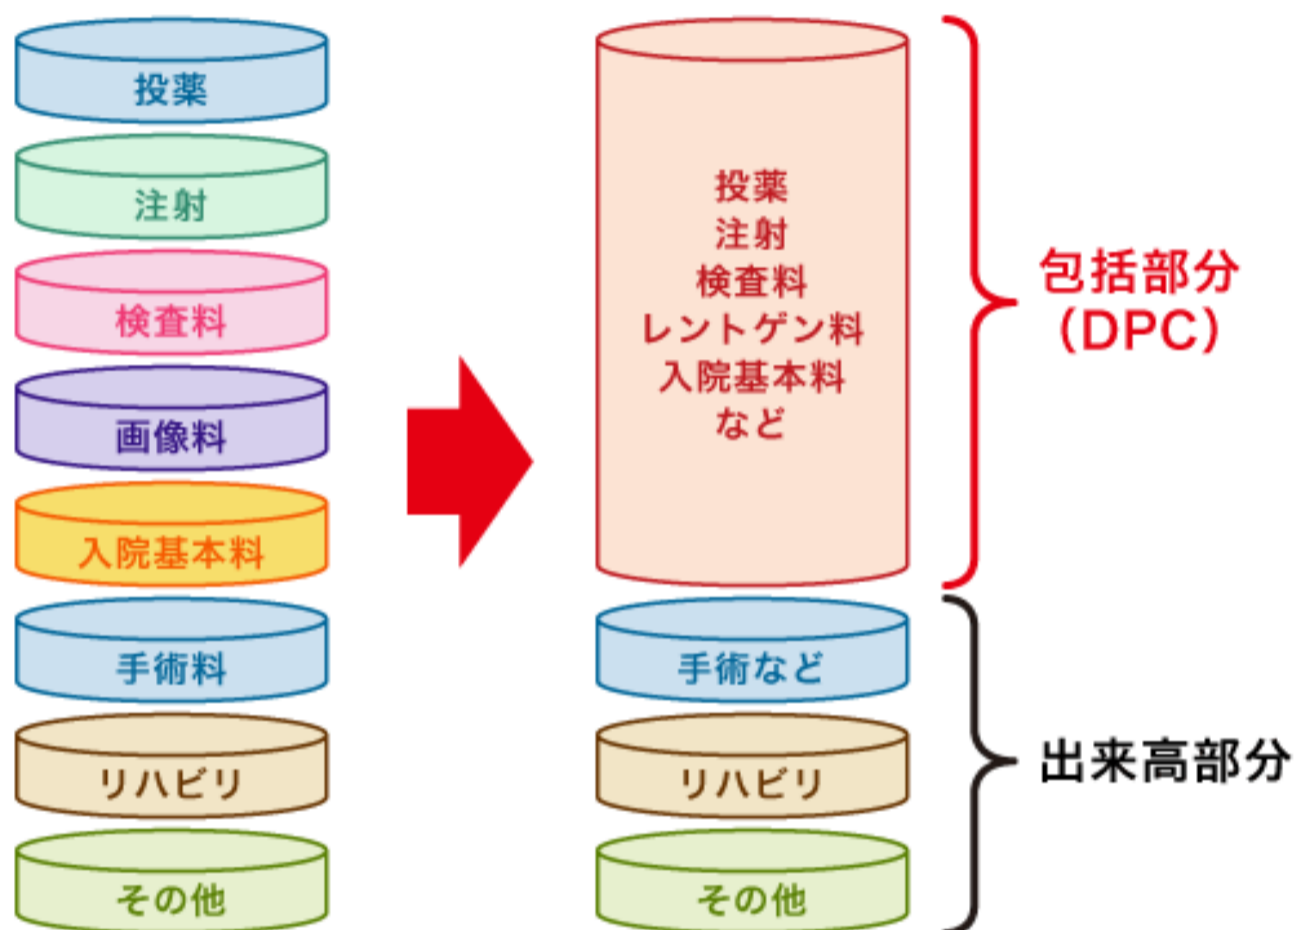 投薬
注射
検査料
画像料
入院基本料
手術料
リハビリ
その他
投薬
注射
検査料
レントゲン料
入院基本料
など
手術など
リハビリ
その他
包括部分
（DPC）
出来高部分